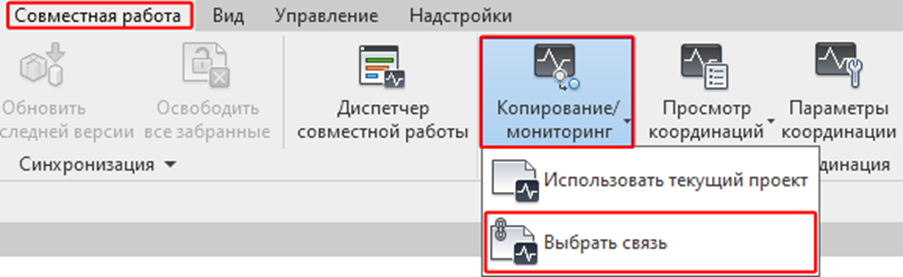 Совместная работа Вид Управление Надстройки
Обновить
следней версии
Освободить
все забранные
Диспетчер
совместной работы
Копирование/
мониторинг
Просмотр
координаций
Параметры
координации
Синхронизация
динация
Использовать текущий проект
Выбрать связь